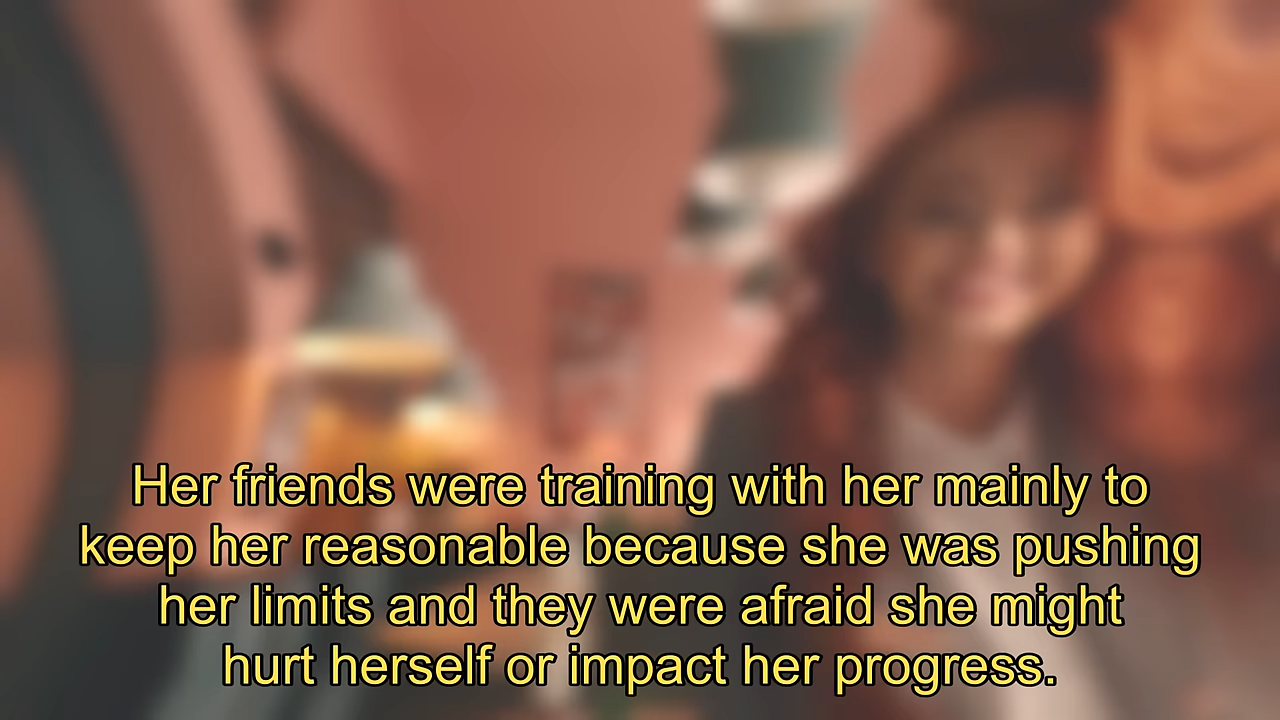 Her friends were training with her mainly to
keep her reasonable because she was pushing
her limits and they were afraid she might
hurt herself or impact her progress.